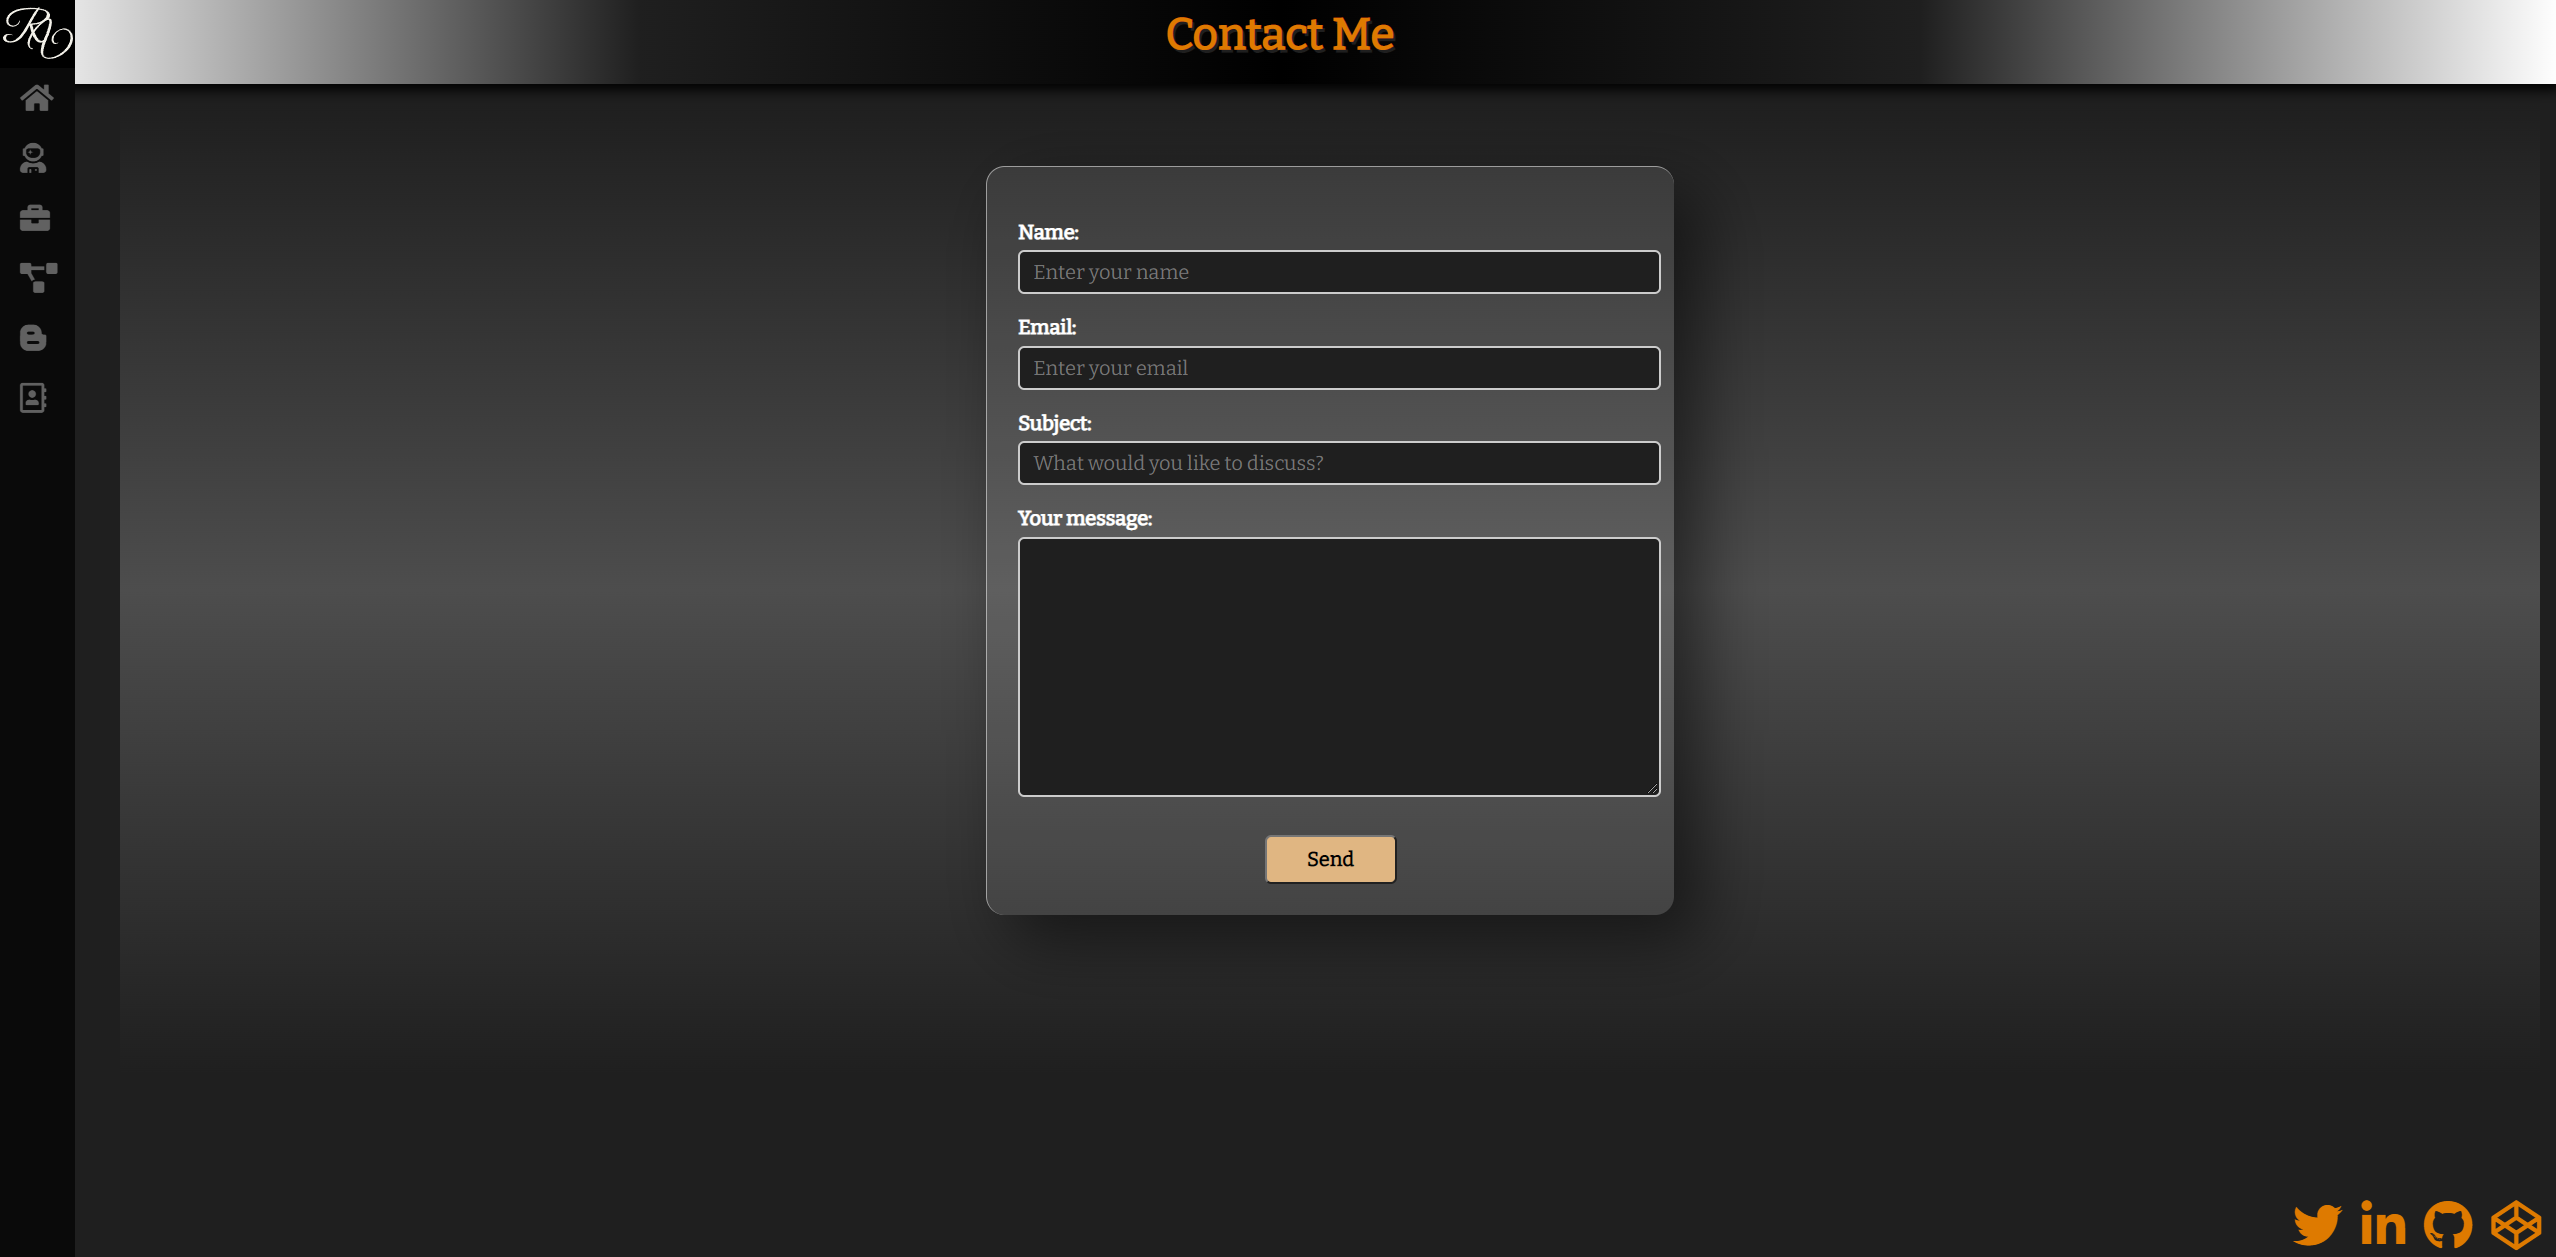 Contact Me
Name:
Enter your name
Email:
Enter your email
Subject:
What would you like to discuss?
Your message:
Send
in